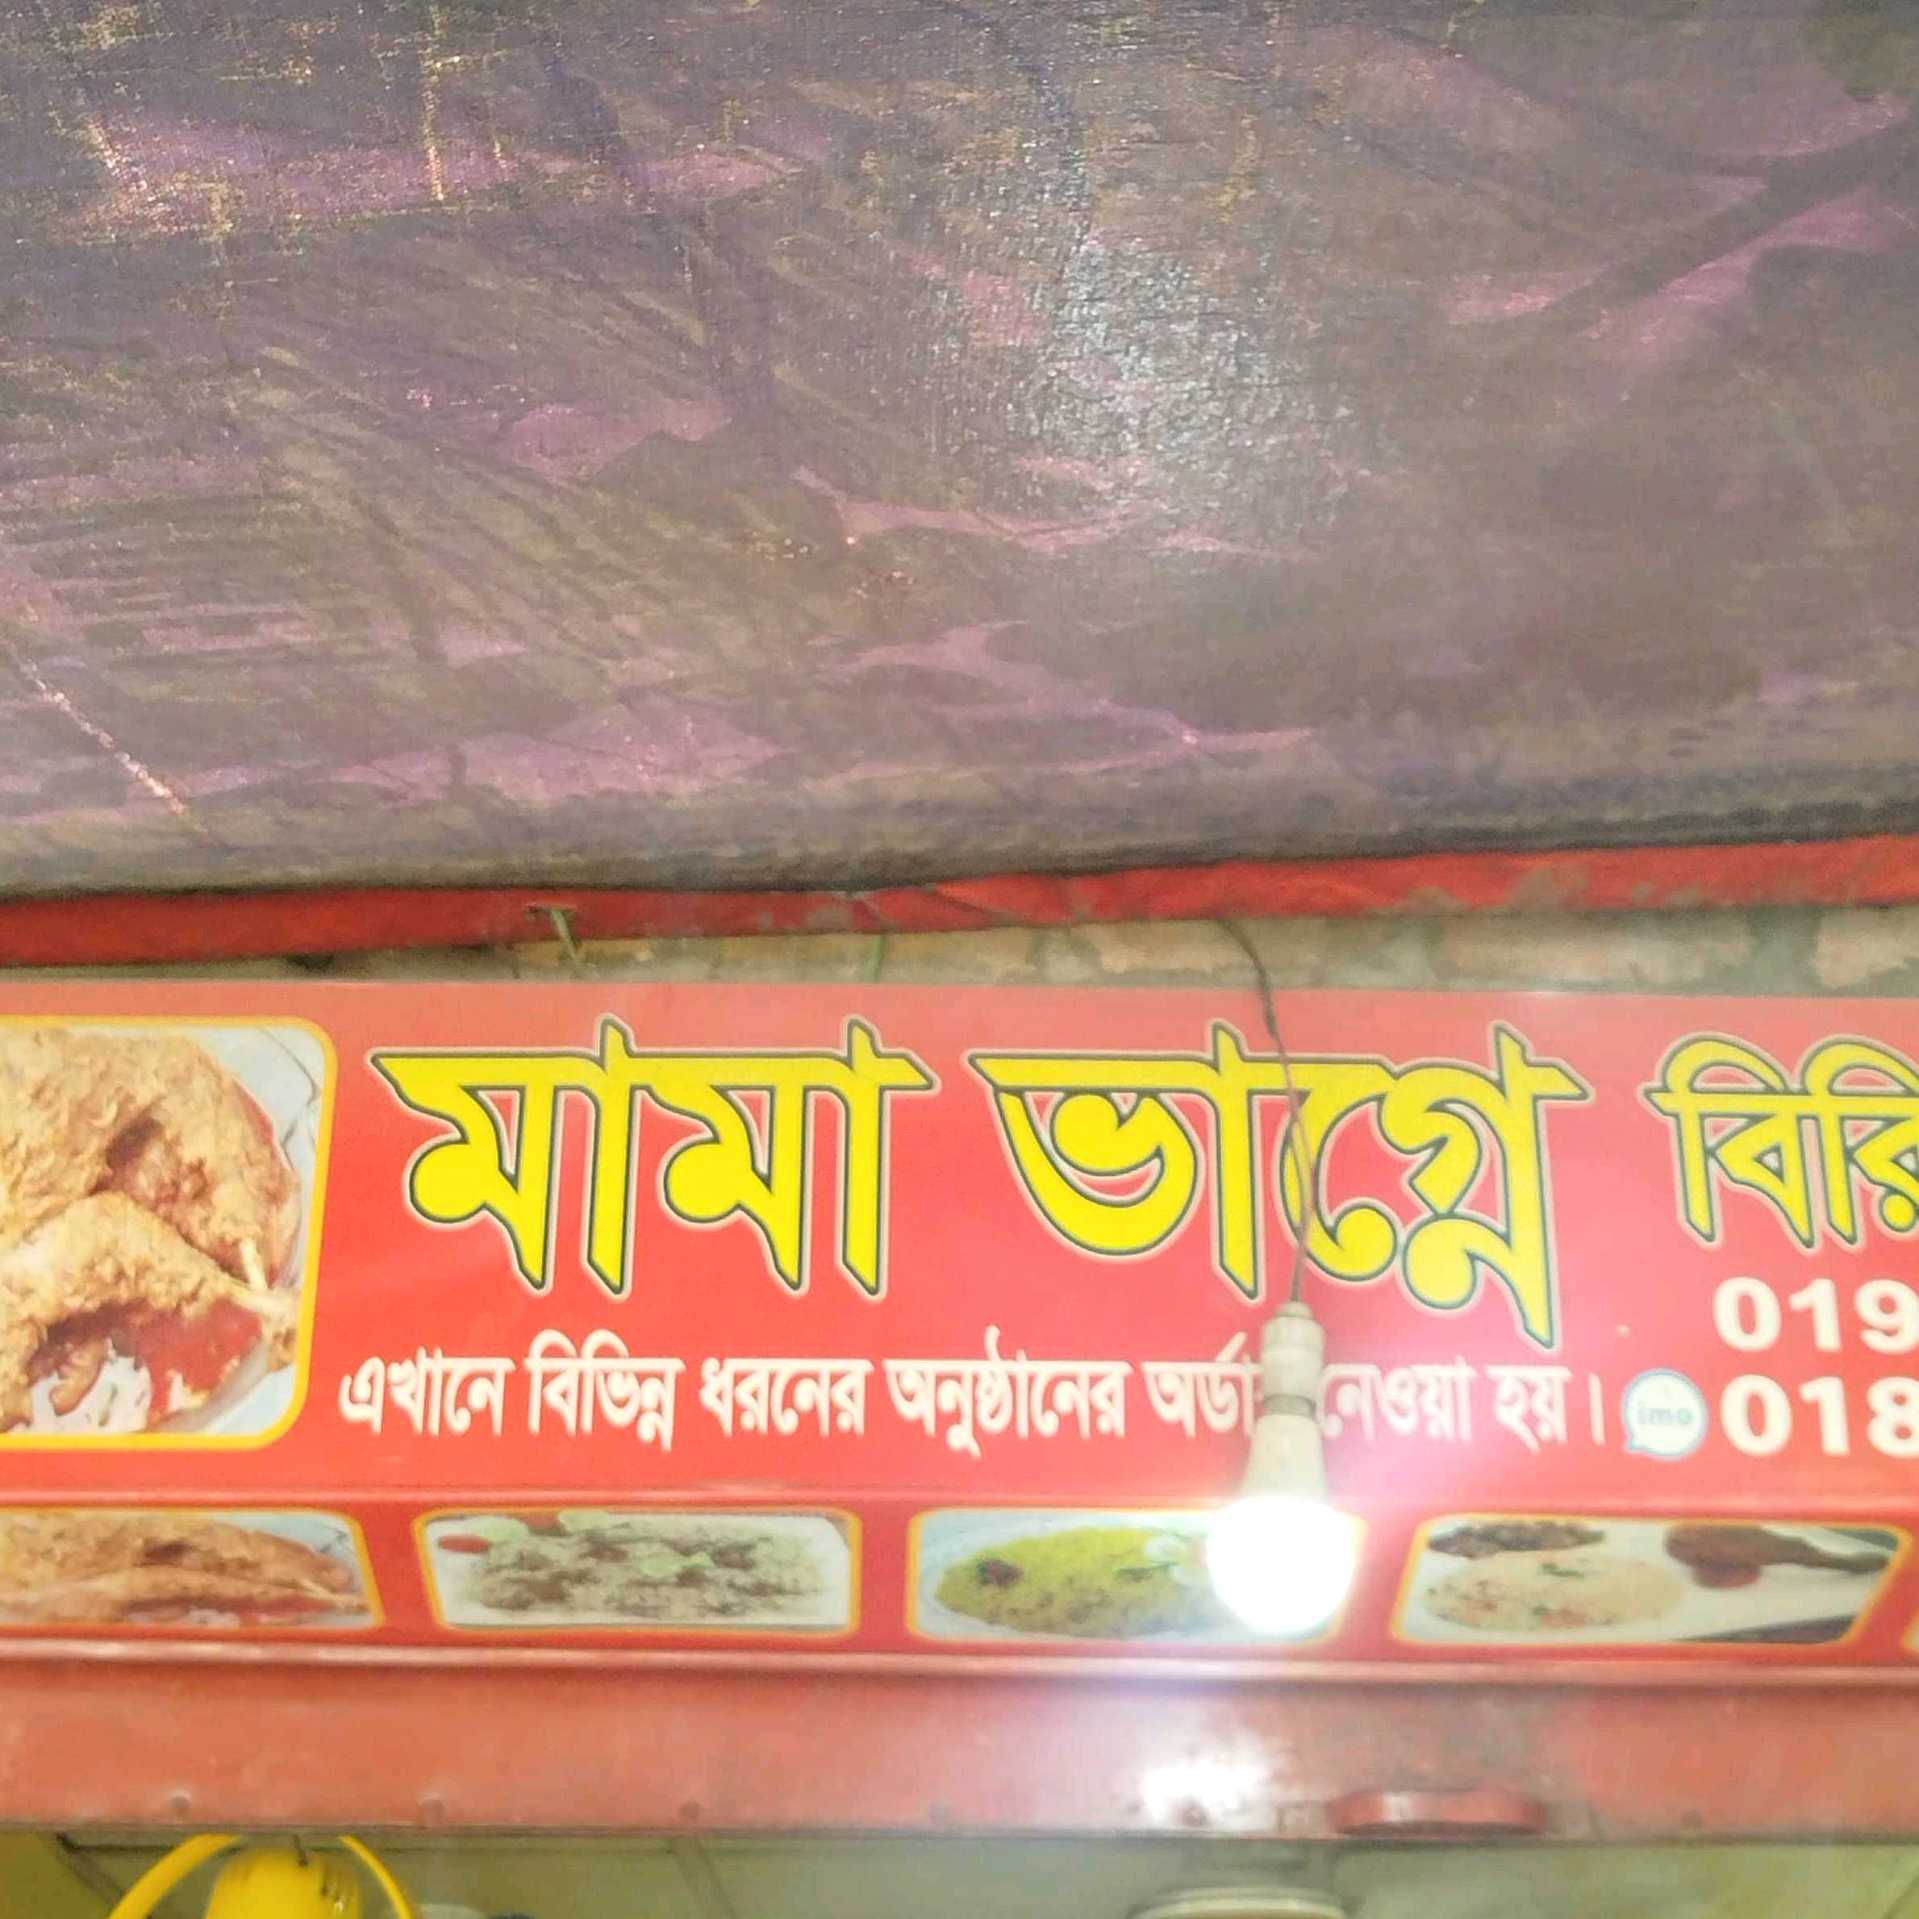 মামা ভাগ্নে বিরি
019
এখানে বিভিন্ন ধরনের অনুষ্ঠানের অর্ডা নেওয়া হয়। imo 018